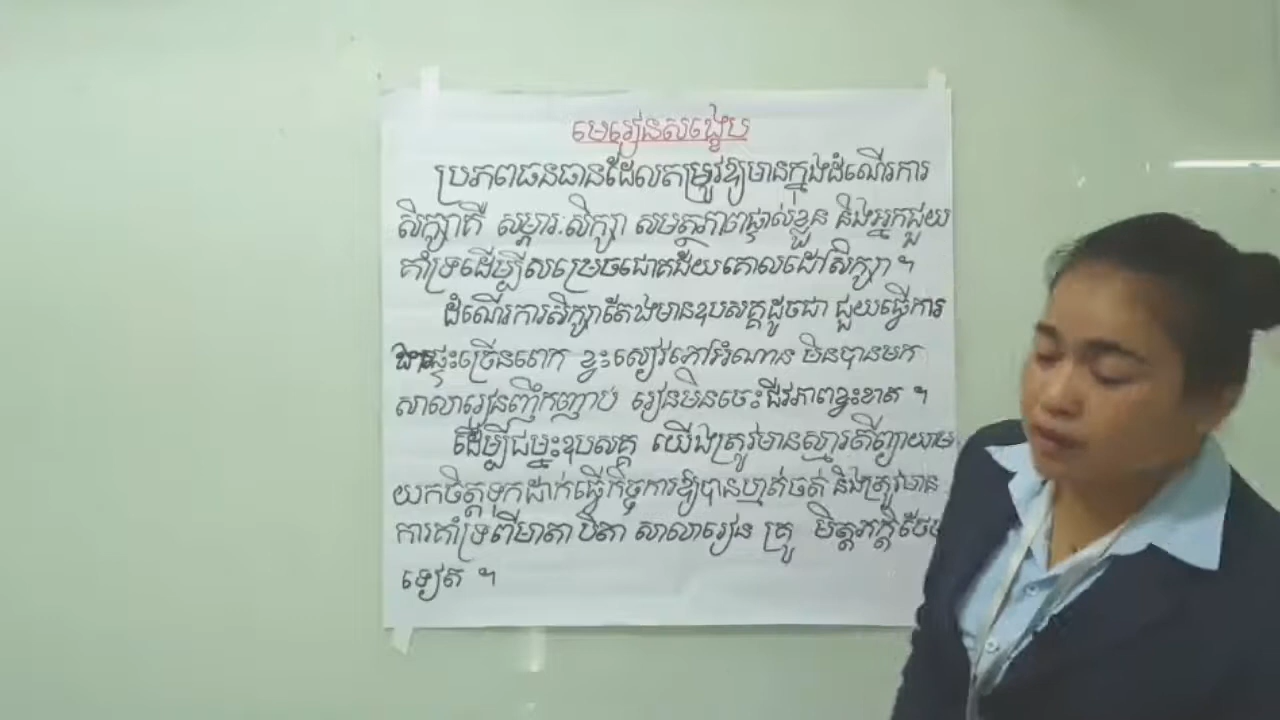 មេរៀនសង្ខេប
ប្រភពធនធានដែលតម្រូវឱ្យមានក្នុងដំណើរការ
សិក្សាគឺ សម្ភារៈសិក្សា សមត្ថភាពផ្ទាល់ខ្លួន និងអ្នកជួយ
គាំទ្រដើម្បីសម្រេចជោគជ័យគោលដៅសិក្សា ។
ដំណើរការសិក្សាតែងមានឧបសគ្គដូចជា ជួយធ្វើការ
ផ្ទះច្រើនពេក ខ្វះសៀវភៅអំណាន មិនបានមក
សាលារៀនញឹកញាប់ រៀនមិនចេះជីវភាពខ្វះខាត ។
ដើម្បីជម្នះឧបសគ្គ យើងត្រូវមានស្មារតីព្យាយាម
យកចិត្តទុកដាក់ធ្វើកិច្ចការឱ្យបានហ្មត់ចត់ និងត្រូវមាន
ការគាំទ្រពីមាតា បិតា សាលារៀន គ្រូ មិត្តភក្តិ
ទៀត ។